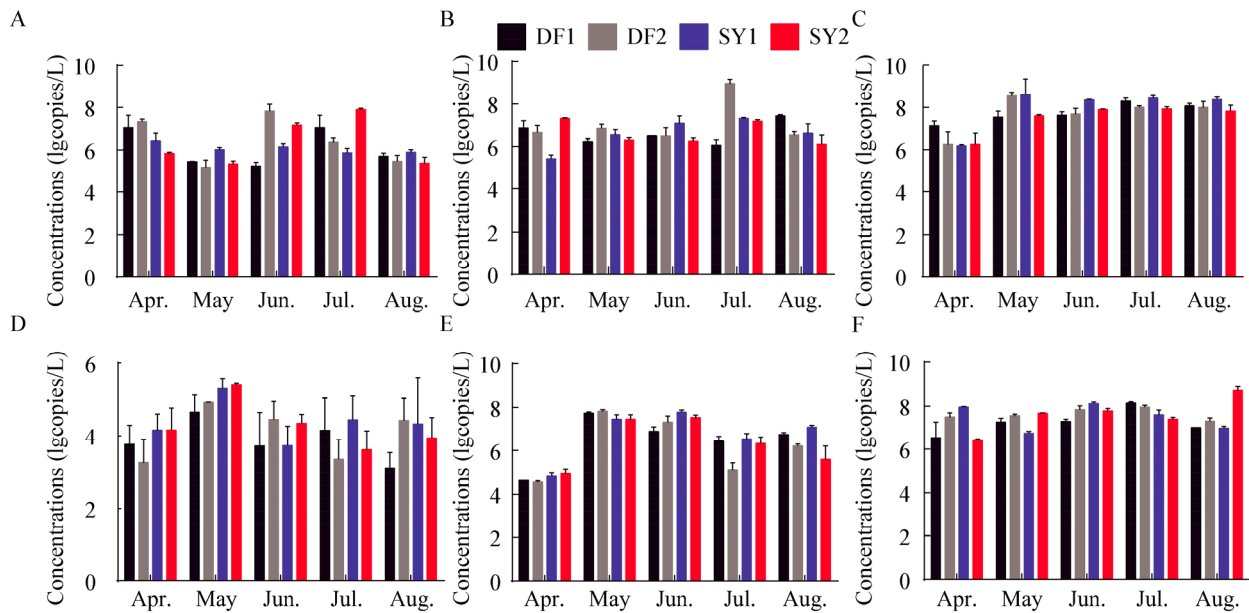 A
B
C
DF1 DF2 SY1 SY2
Concentrations (lgcopies/L)
10
8
6
4
2
0
Apr. May Jun. Jul. Aug.
Concentrations (lgcopies/L)
10
8
6
4
2
0
Apr. May Jun. Jul. Aug.
Concentrations (lgcopies/L)
10
8
6
4
2
0
Apr. May Jun. Jul. Aug.
D
E
F
Concentrations (lgcopies/L)
6
4
2
0
Apr. May Jun. Jul. Aug.
Concentrations (lgcopies/L)
10
8
6
4
2
0
Apr. May Jun. Jul. Aug.
Concentrations (lgcopies/L)
10
8
6
4
2
0
Apr. May Jun. Jul. Aug.